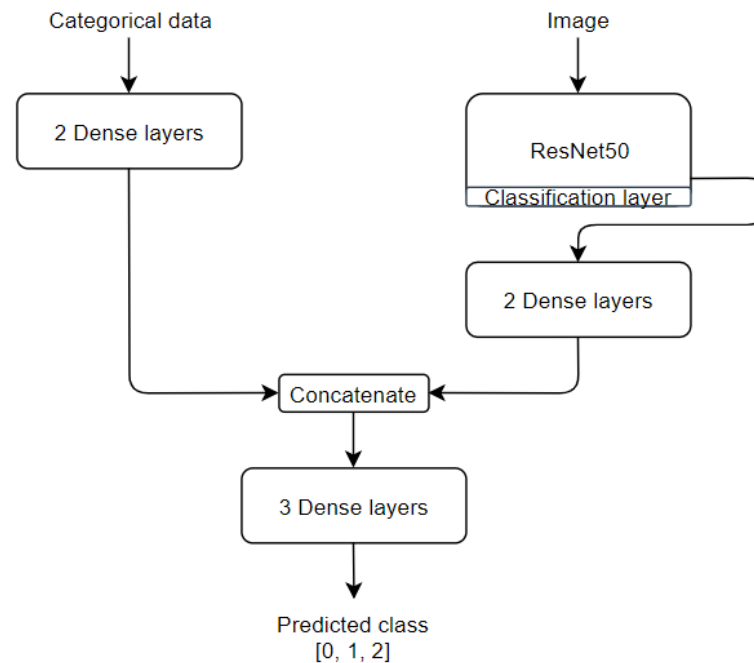 Categorical data
Image
2 Dense layers
ResNet50
Classification layer
2 Dense layers
Concatenate
3 Dense layers
Predicted class
[0, 1, 2]